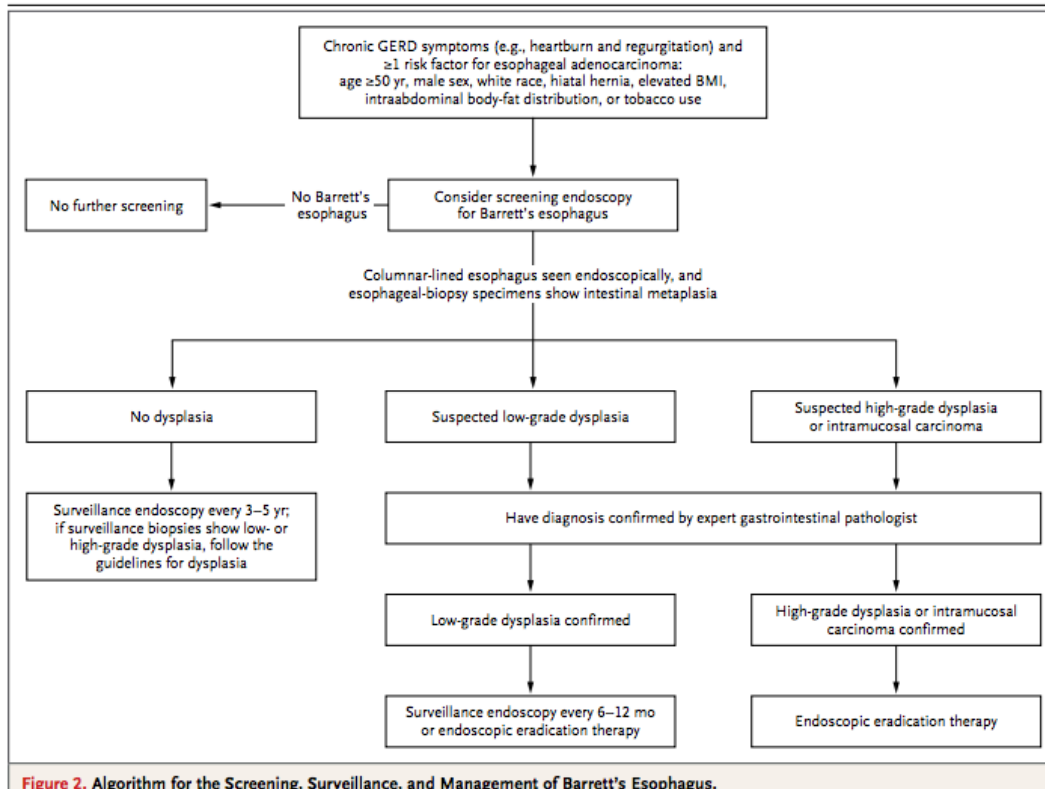 Chronic GERD symptoms (e.g., heartburn and regurgitation) and
≥1 risk factor for esophageal adenocarcinoma:
age ≥50 yr, male sex, white race, hiatal hernia, elevated BMI,
intraabdominal body-fat distribution, or tobacco use
No further screening
No Barrett's
esophagus
Consider screening endoscopy
for Barrett's esophagus
Columnar-lined esophagus seen endoscopically, and
esophageal-biopsy specimens show intestinal metaplasia
No dysplasia
Suspected low-grade dysplasia
Suspected high-grade dysplasia
or intramucosal carcinoma
Surveillance endoscopy every 3–5 yr;
if surveillance biopsies show low- or
high-grade dysplasia, follow the
guidelines for dysplasia
Have diagnosis confirmed by expert gastrointestinal pathologist
Low-grade dysplasia confirmed
High-grade dysplasia or intramucosal
carcinoma confirmed
Surveillance endoscopy every 6–12 mo
or endoscopic eradication therapy
Endoscopic eradication therapy
Figure 2. Algorithm for the Screening, Surveillance, and Management of Barrett's Esophagus.